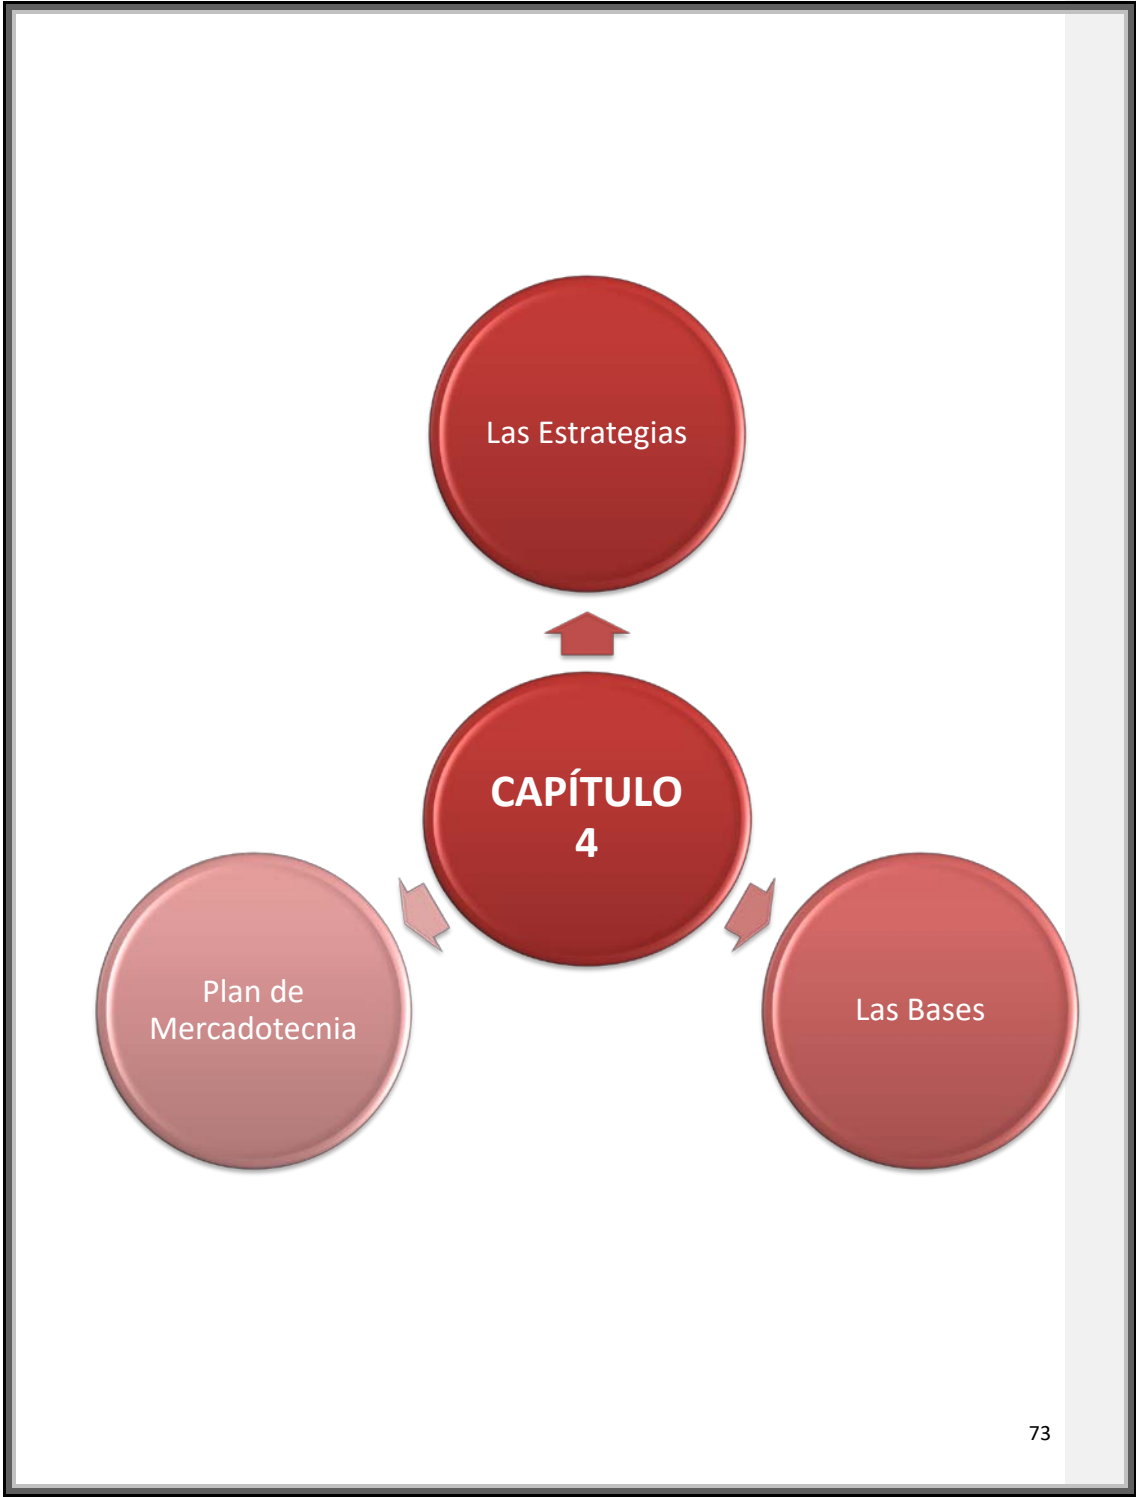 Las Estrategias
CAPÍTULO
4
Plan de
Mercadotecnia
Las Bases
73